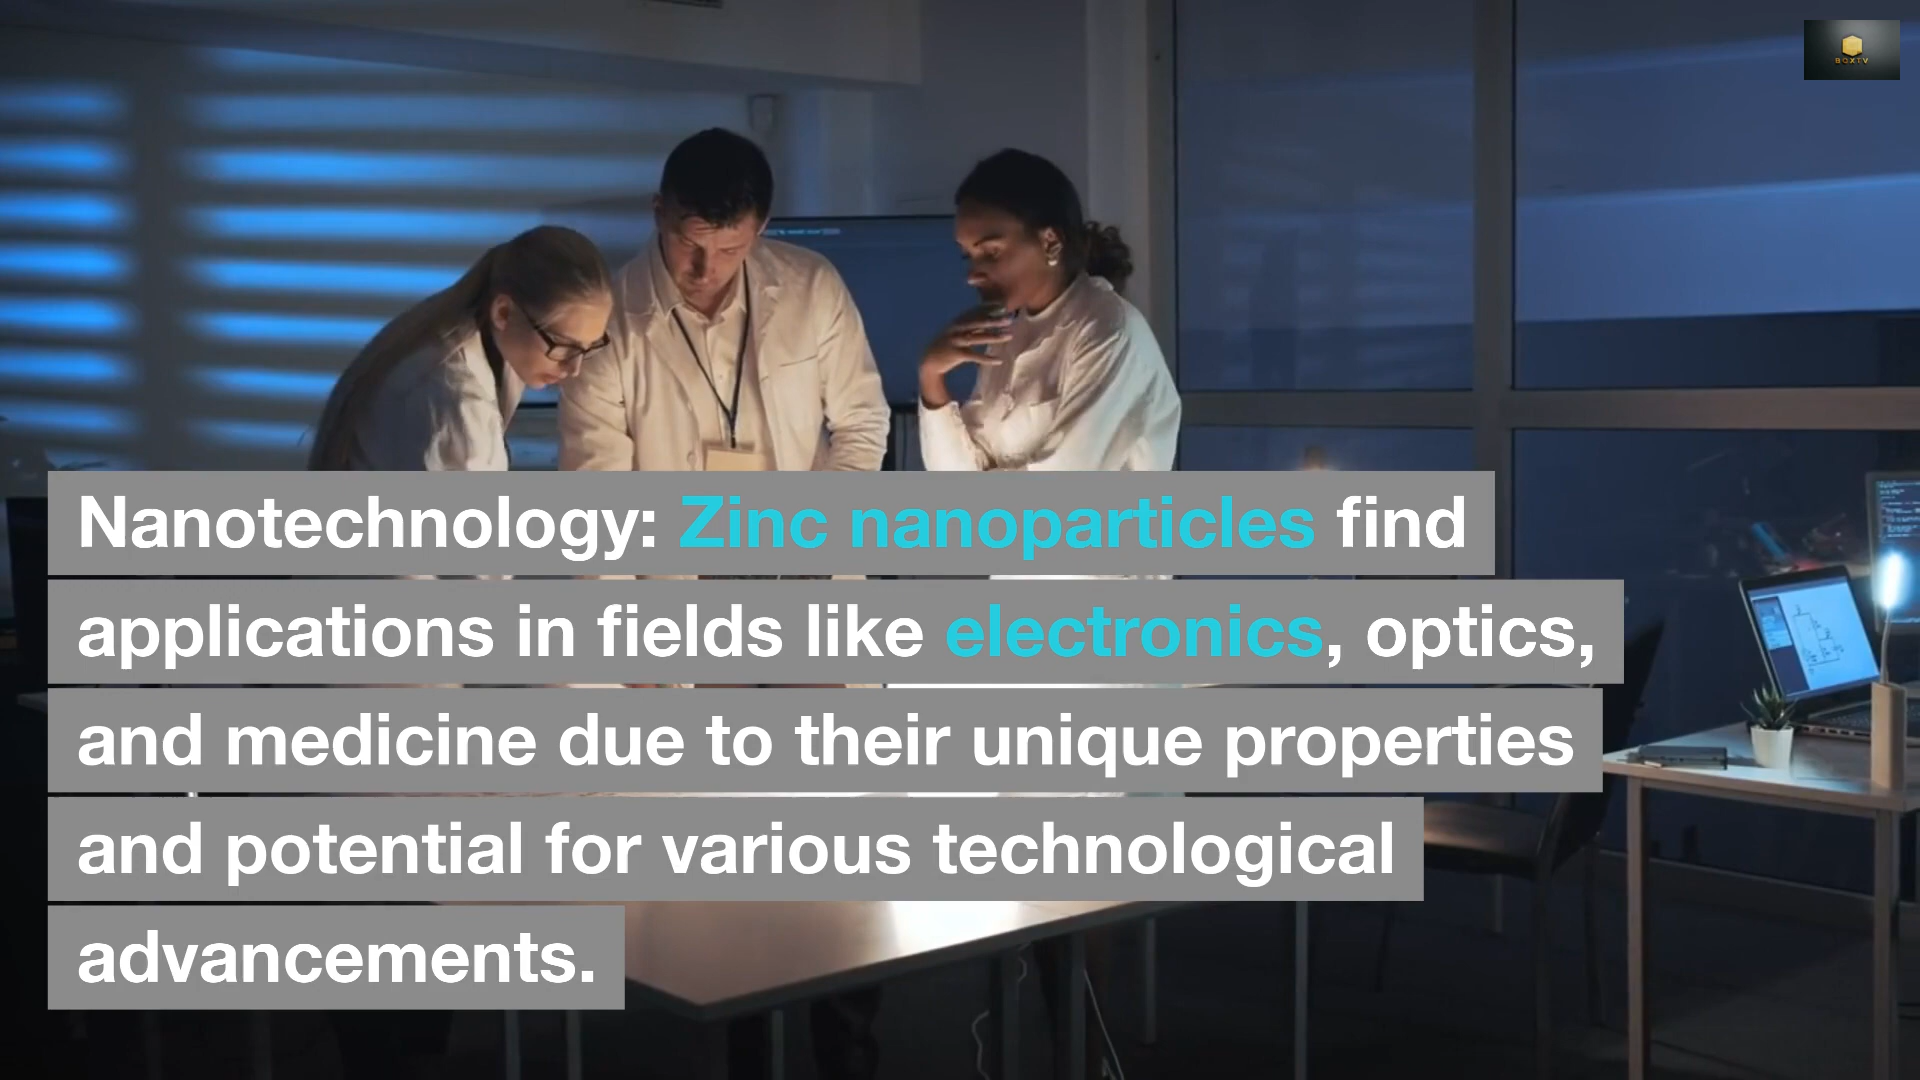 BOXTV
Nanotechnology: Zinc nanoparticles find
applications in fields like electronics, optics,
and medicine due to their unique properties
and potential for various technological
advancements.